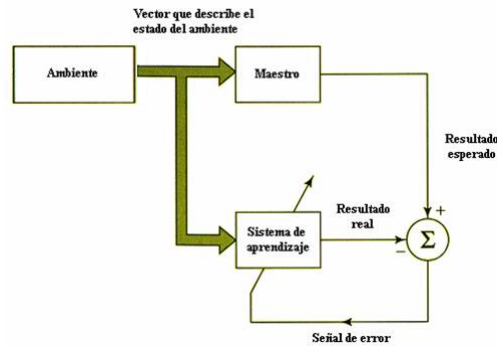 Vector que describe el
estado del ambiente
Ambiente
Maestro
Resultado
esperado
+
Sistema de
aprendizaje
Resultado
real
−
Σ
Señal de error